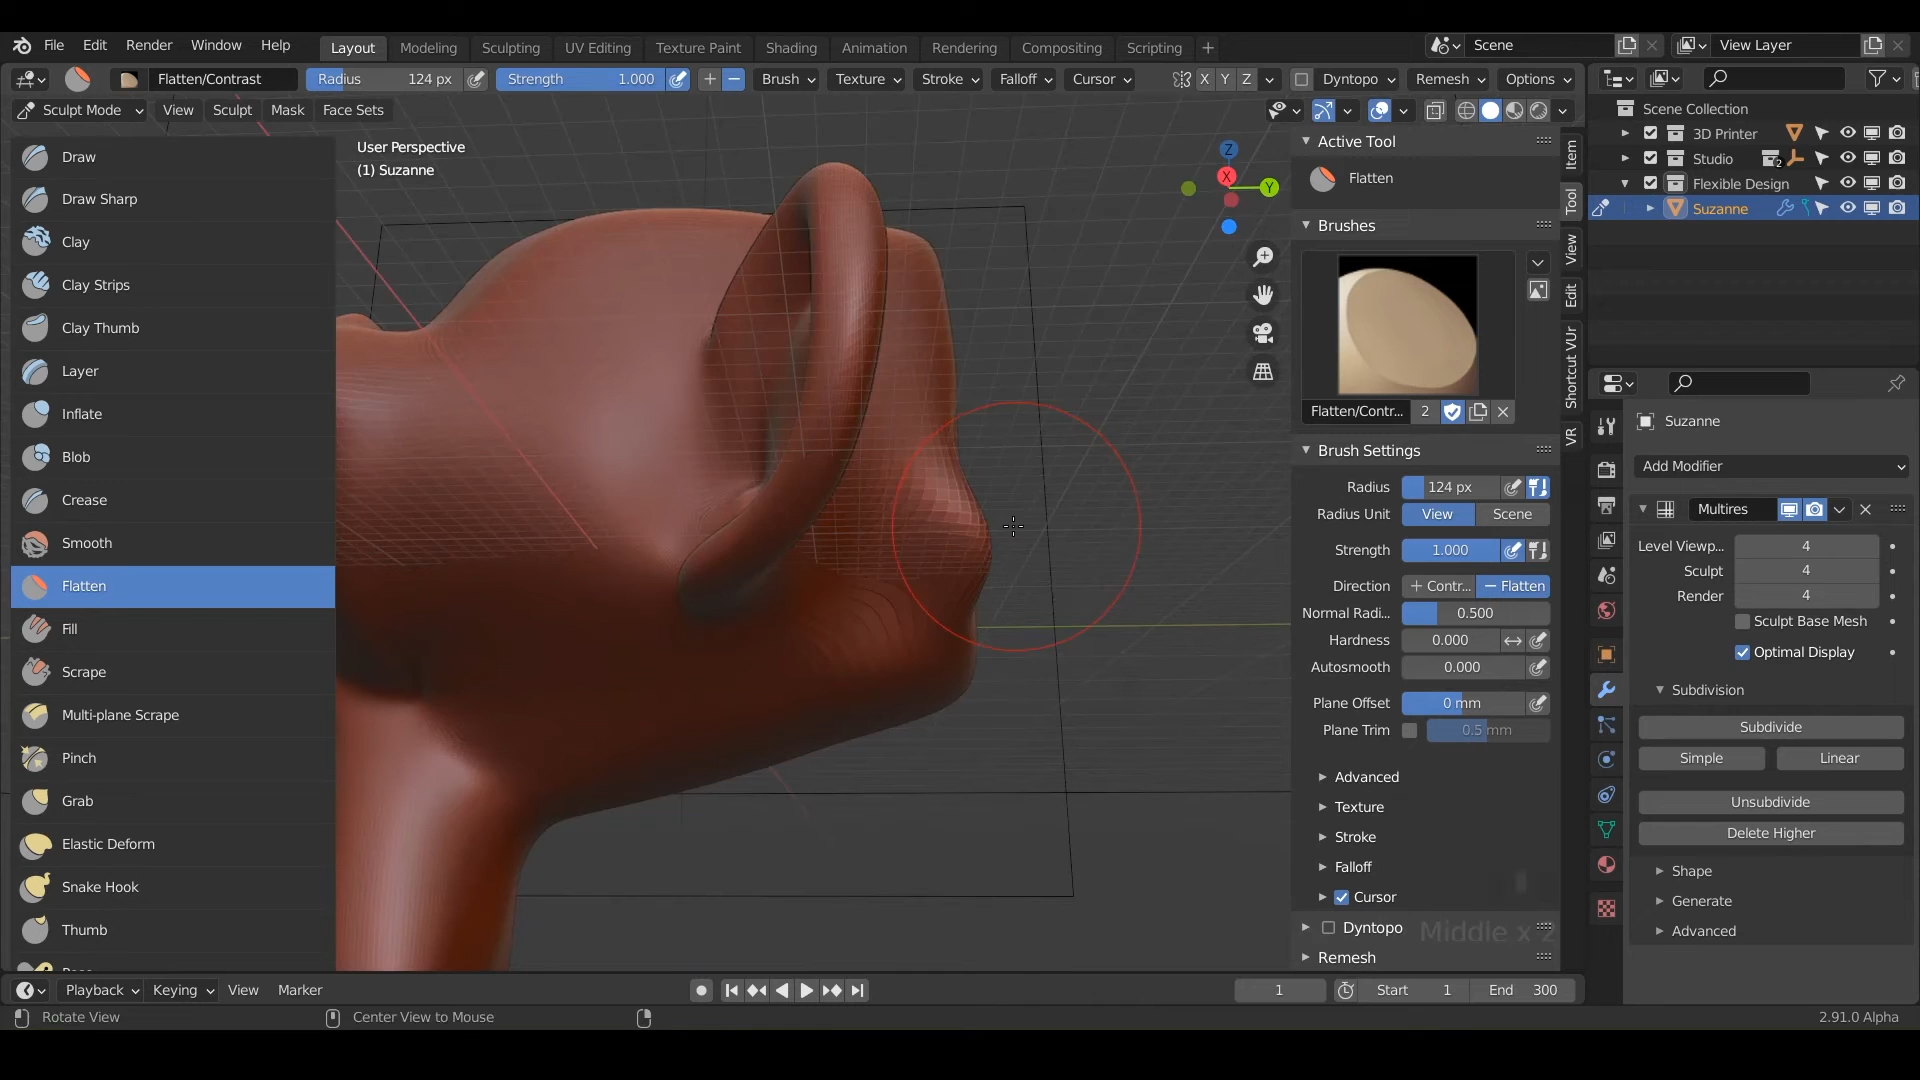 File Edit Render Window Help Layout Modeling Sculpting UV Editing Texture Paint Shading Animation Rendering Compositing Scripting + Scene View Layer
Flatten/Contrast Radius 124 px Strength 1.000 Brush Texture Stroke Falloff Cursor X Y Z Dyntopo Remesh Options
Sculpt Mode View Sculpt Mask Face Sets
Draw
Draw Sharp
Clay
Clay Strips
Clay Thumb
Layer
Inflate
Blob
Crease
Smooth
Flatten
Fill
Scrape
Multi-plane Scrape
Pinch
Grab
Elastic Deform
Snake Hook
Thumb
User Perspective
(1) Suzanne
Z
X
Y
Active Tool
Flatten
Brushes
Flatten/Contr... 2
Brush Settings
Radius 124 px
Radius Unit View Scene
Strength 1.000
Direction + Contr... − Flatten
Normal Radi... 0.500
Hardness 0.000
Autosmooth 0.000
Plane Offset 0 mm
Plane Trim 0.5 mm
Advanced
Texture
Stroke
Falloff
Cursor
Dyntopo
Remesh
Middle x 2
Item
Tool
View
Edit
Shortcut VUr
VR
Scene Collection
3D Printer
Studio 2
Flexible Design
Suzanne
Suzanne
Add Modifier
Multires
Level Viewp... 4
Sculpt 4
Render 4
Sculpt Base Mesh
Optimal Display
Subdivision
Subdivide
Simple Linear
Unsubdivide
Delete Higher
Shape
Generate
Advanced
Playback Keying View Marker 1 Start 1 End 300
Rotate View Center View to Mouse 2.91.0 Alpha